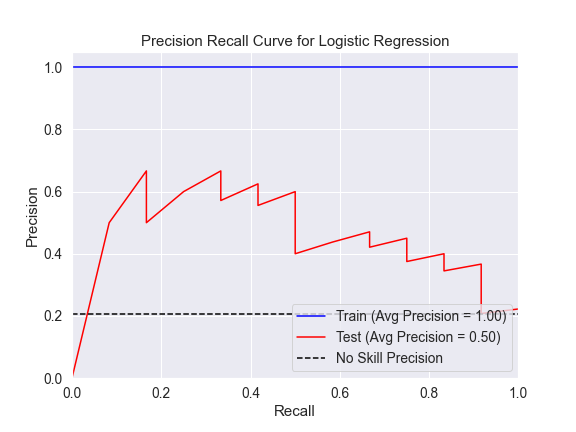 Precision Recall Curve for Logistic Regression
1.0
0.8
0.6
0.4
0.2
0.0
Precision
0.0 0.2 0.4 0.6 0.8 1.0
Recall
Train (Avg Precision = 1.00)
Test (Avg Precision = 0.50)
No Skill Precision